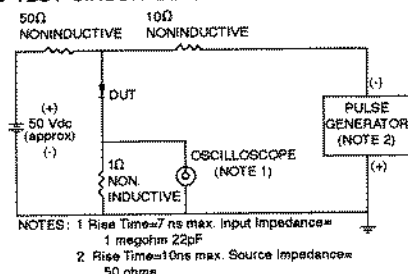 50Ω
NONINDUCTIVE
10Ω
NONINDUCTIVE
DUT
(+)
50 Vdc
(approx)
(-)
1Ω
NON.
INDUCTIVE
OSCILLOSCOPE
(NOTE 1)
(-)
PULSE
GENERATOR
(NOTE 2)
(+)
NOTES: 1 Rise Time=7 ns max. Input Impedance=
1 megohm 22pF
2 Rise Time=10ns max. Source Impedance=
50 ohms